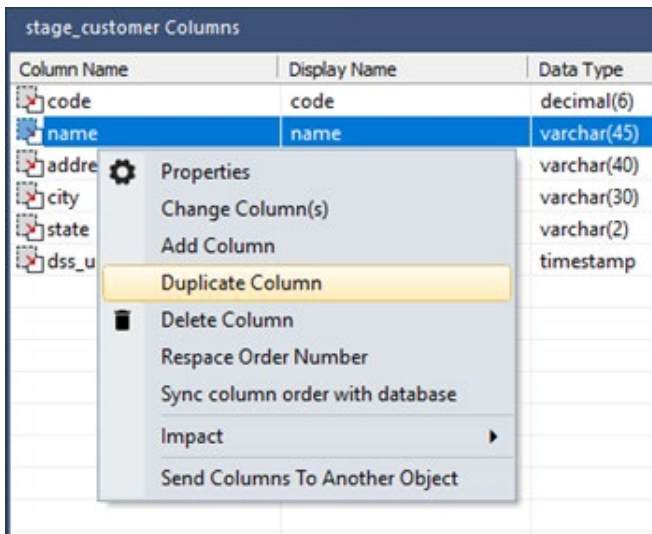 stage_customer Columns
Column Name Display Name Data Type
code code decimal(6)
name name varchar(45)
addre varchar(40)
city varchar(30)
state varchar(2)
dss_u timestamp
Properties
Change Column(s)
Add Column
Duplicate Column
Delete Column
Respace Order Number
Sync column order with database
Impact
Send Columns To Another Object